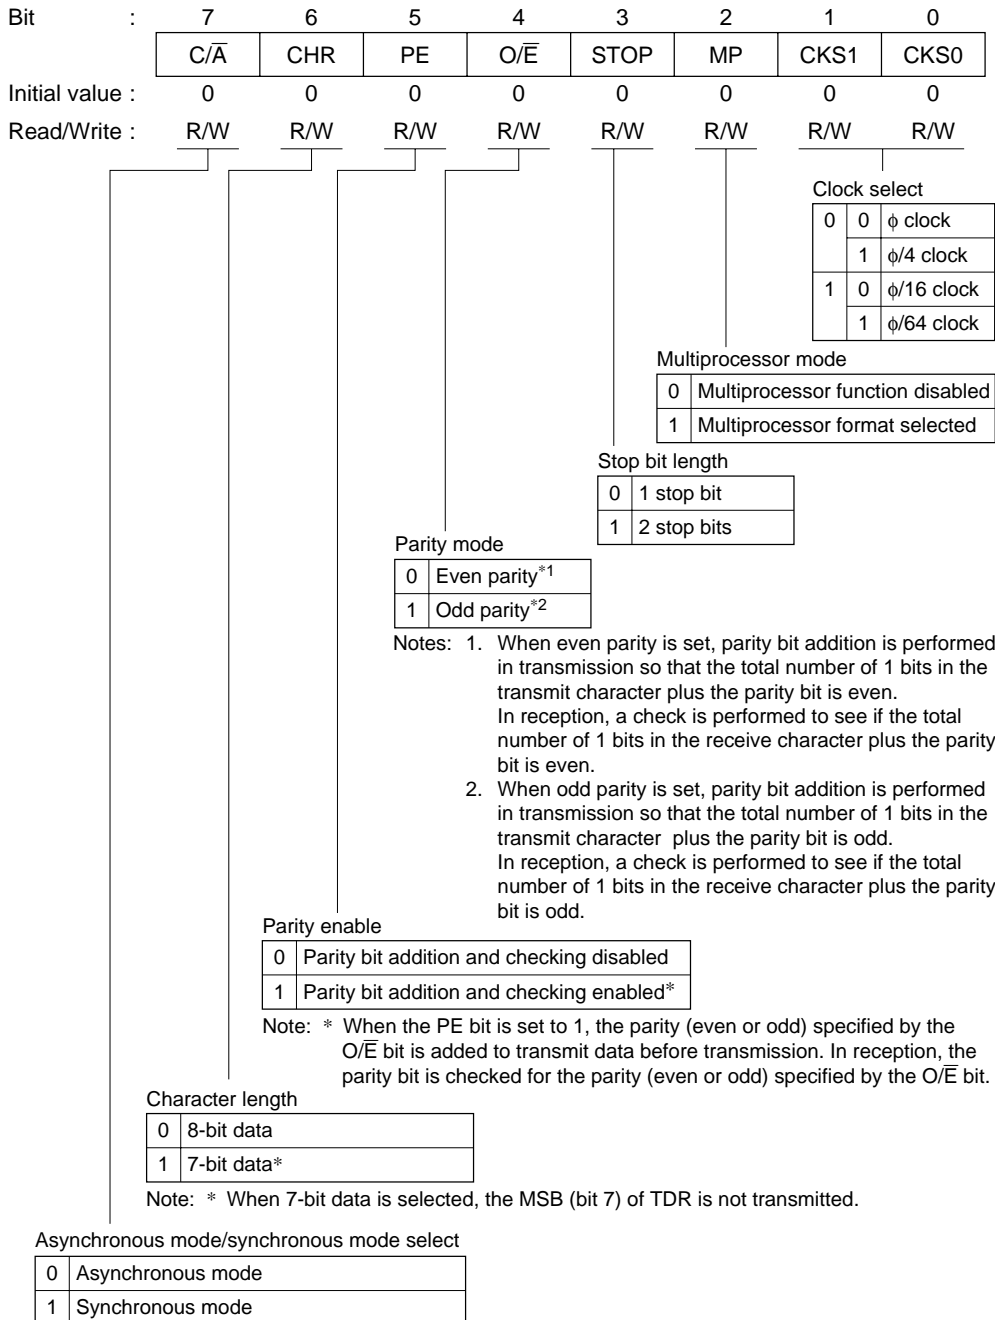 Bit : 7 6 5 4 3 2 1 0
C/A̅ CHR PE O/E̅ STOP MP CKS1 CKS0
Initial value : 0 0 0 0 0 0 0 0
Read/Write : R/W R/W R/W R/W R/W R/W R/W R/W
Clock select
0 0 ϕ clock
1 ϕ/4 clock
1 0 ϕ/16 clock
1 ϕ/64 clock
Multiprocessor mode
0 Multiprocessor function disabled
1 Multiprocessor format selected
Stop bit length
0 1 stop bit
1 2 stop bits
Parity mode
0 Even parity*1
1 Odd parity*2
Notes: 1. When even parity is set, parity bit addition is performed
in transmission so that the total number of 1 bits in the
transmit character plus the parity bit is even.
In reception, a check is performed to see if the total
number of 1 bits in the receive character plus the parity
bit is even.
2. When odd parity is set, parity bit addition is performed
in transmission so that the total number of 1 bits in the
transmit character plus the parity bit is odd.
In reception, a check is performed to see if the total
number of 1 bits in the receive character plus the parity
bit is odd.
Parity enable
0 Parity bit addition and checking disabled
1 Parity bit addition and checking enabled*
Note: * When the PE bit is set to 1, the parity (even or odd) specified by the
O/E̅ bit is added to transmit data before transmission. In reception, the
parity bit is checked for the parity (even or odd) specified by the O/E̅ bit.
Character length
0 8-bit data
1 7-bit data*
Note: * When 7-bit data is selected, the MSB (bit 7) of TDR is not transmitted.
Asynchronous mode/synchronous mode select
0 Asynchronous mode
1 Synchronous mode